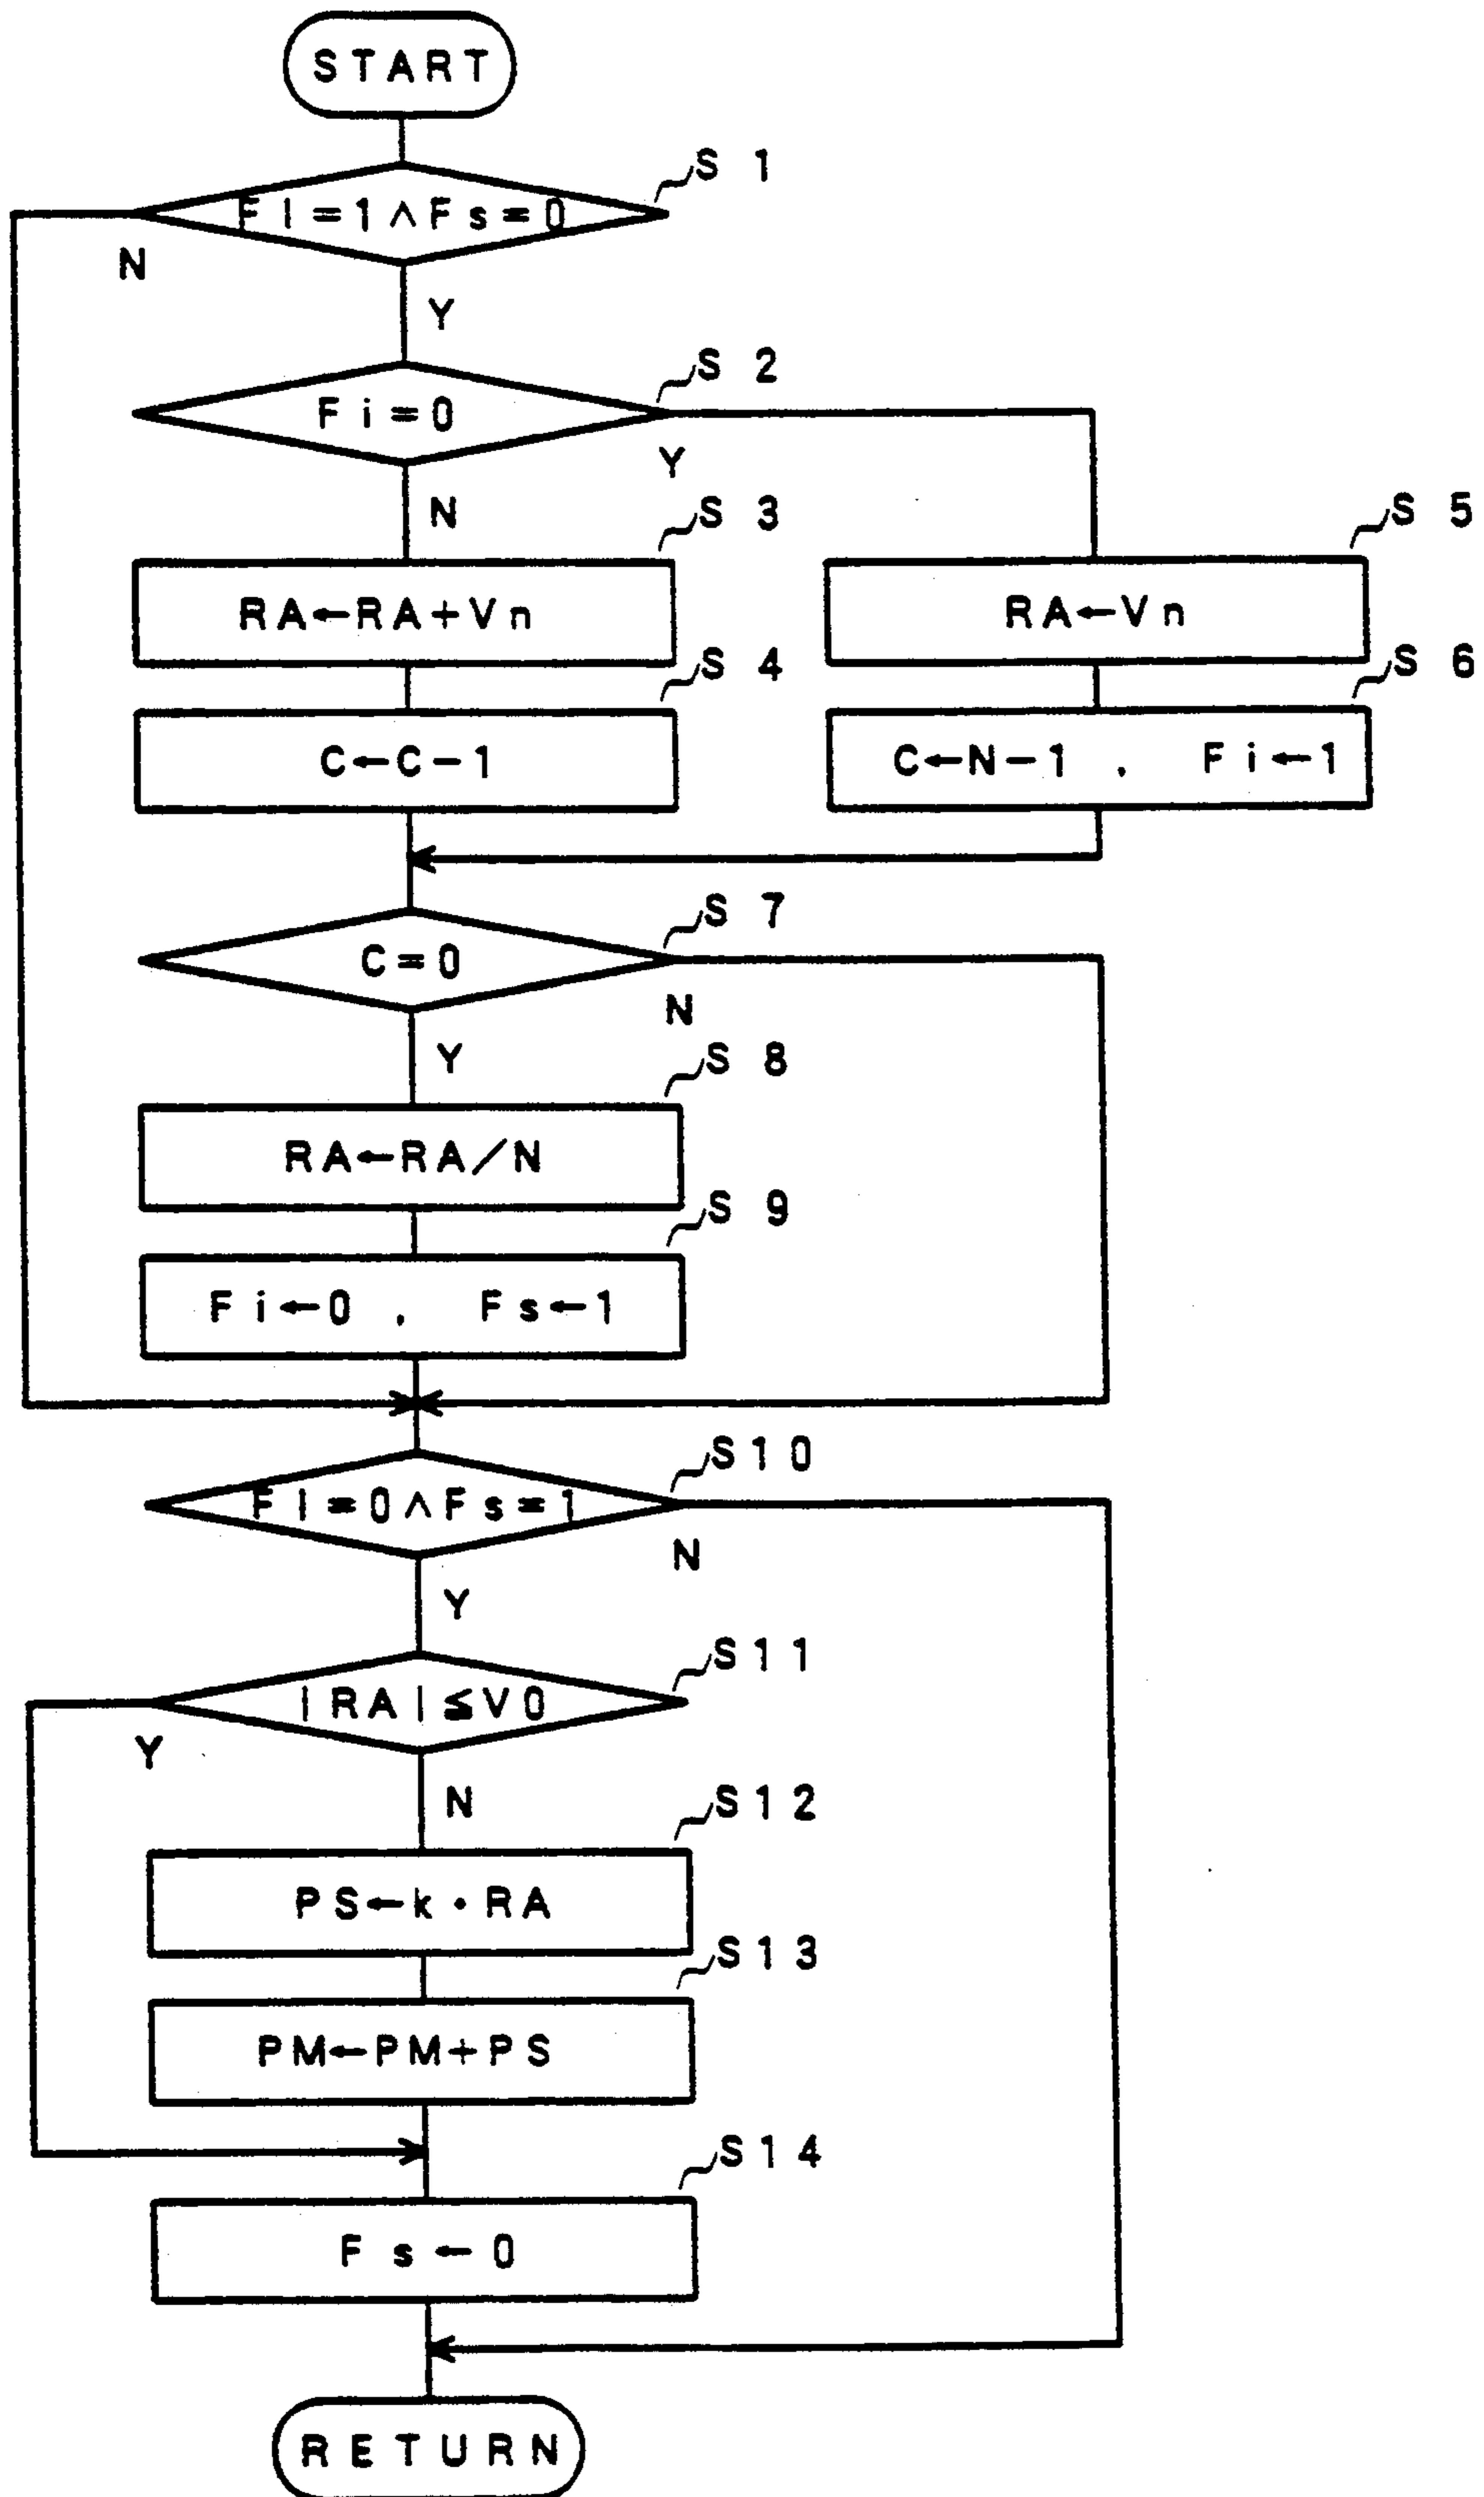 START
S1
Fl=1∧Fs=0
N
Y
S2
Fi=0
Y
N
S3
S5
RA←RA+Vn
RA←Vn
S4
S6
C←C-1
C←N-1 , Fi←1
S7
C=0
N
Y
S8
RA←RA/N
S9
Fi←0 , Fs←1
S10
Fl=0∧Fs=1
N
Y
S11
|RA|≦V0
Y
N
S12
PS←k・RA
S13
PM←PM+PS
S14
Fs←0
RETURN